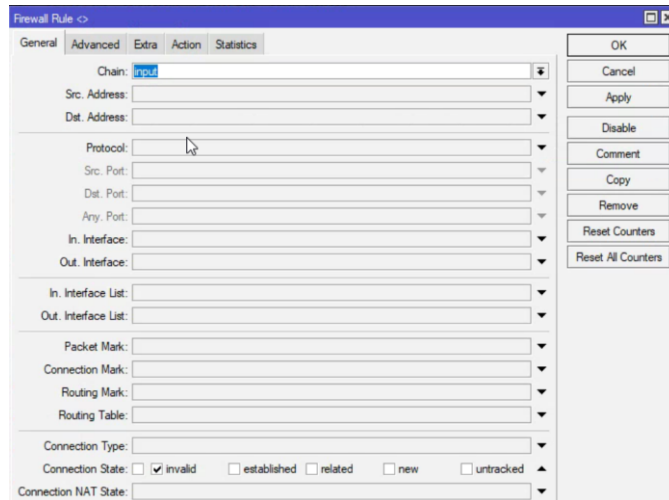 Firewall Rule <>
General Advanced Extra Action Statistics
OK
Chain: input
Cancel
Src. Address:
Apply
Dst. Address:
Disable
Protocol:
Comment
Src. Port:
Copy
Dst. Port:
Remove
Any. Port:
Reset Counters
In. Interface:
Reset All Counters
Out. Interface:
In. Interface List:
Out. Interface List:
Packet Mark:
Connection Mark:
Routing Mark:
Routing Table:
Connection Type:
Connection State: invalid established related new untracked
Connection NAT State: